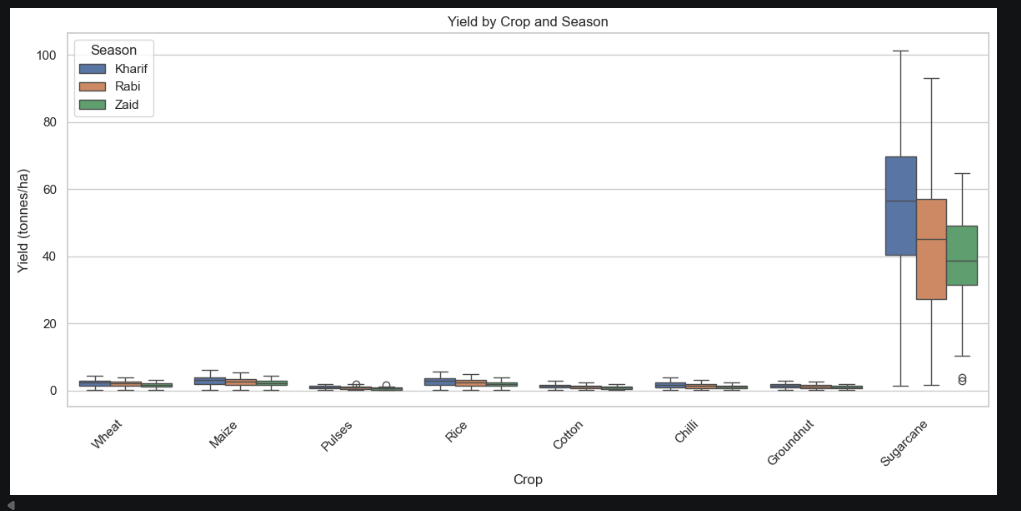 Yield by Crop and Season
Season
Kharif
Rabi
Zaid
Yield (tonnes/ha)
100
80
60
40
20
0
Wheat
Maize
Pulses
Rice
Cotton
Chilli
Groundnut
Sugarcane
Crop